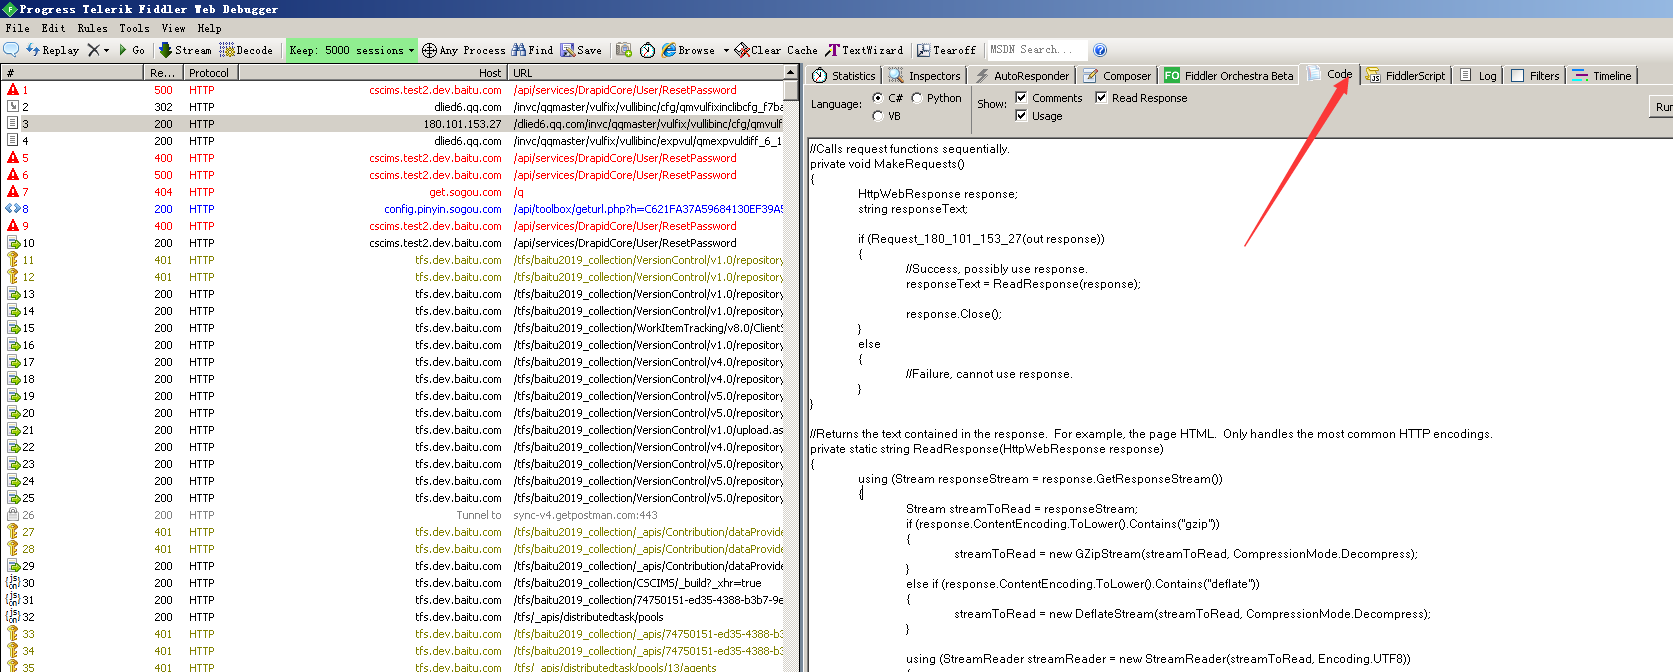 Progress Telerik Fiddler Web Debugger
File Edit Rules Tools View Help
Replay Go Stream Decode Keep: 5000 sessions Any Process Find Save Browse Clear Cache TextWizard Tearoff MSDN Search...
# Re... Protocol Host URL
1 500 HTTP cscims.test2.dev.baitu.com /api/services/DrapidCore/User/ResetPassword
2 302 HTTP dlied6.qq.com /invc/qqmaster/vulfix/vullibinc/cfg/qmvulfixinclibcfg_f7ba
3 200 HTTP 180.101.153.27 /dlied6.qq.com/invc/qqmaster/vulfix/vullibinc/cfg/qmvulf
4 200 HTTP dlied6.qq.com /invc/qqmaster/vulfix/vullibinc/expvul/qmexpvuldiff_6_1
5 400 HTTP cscims.test2.dev.baitu.com /api/services/DrapidCore/User/ResetPassword
6 500 HTTP cscims.test2.dev.baitu.com /api/services/DrapidCore/User/ResetPassword
7 404 HTTP get.sogou.com /q
8 200 HTTP config.pinyin.sogou.com /api/toolbox/geturl.php?h=C621FA37A59684130EF39A5
9 400 HTTP cscims.test2.dev.baitu.com /api/services/DrapidCore/User/ResetPassword
10 200 HTTP cscims.test2.dev.baitu.com /api/services/DrapidCore/User/ResetPassword
11 401 HTTP tfs.dev.baitu.com /tfs/baitu2019_collection/VersionControl/v1.0/repository
12 401 HTTP tfs.dev.baitu.com /tfs/baitu2019_collection/VersionControl/v1.0/repository
13 200 HTTP tfs.dev.baitu.com /tfs/baitu2019_collection/VersionControl/v1.0/repository
14 200 HTTP tfs.dev.baitu.com /tfs/baitu2019_collection/VersionControl/v1.0/repository
15 200 HTTP tfs.dev.baitu.com /tfs/baitu2019_collection/WorkItemTracking/v8.0/ClientS
16 200 HTTP tfs.dev.baitu.com /tfs/baitu2019_collection/VersionControl/v1.0/repository
17 200 HTTP tfs.dev.baitu.com /tfs/baitu2019_collection/VersionControl/v4.0/repository
18 200 HTTP tfs.dev.baitu.com /tfs/baitu2019_collection/VersionControl/v4.0/repository
19 200 HTTP tfs.dev.baitu.com /tfs/baitu2019_collection/VersionControl/v5.0/repository
20 200 HTTP tfs.dev.baitu.com /tfs/baitu2019_collection/VersionControl/v5.0/repository
21 200 HTTP tfs.dev.baitu.com /tfs/baitu2019_collection/VersionControl/v1.0/upload.as
22 200 HTTP tfs.dev.baitu.com /tfs/baitu2019_collection/VersionControl/v4.0/repository
23 200 HTTP tfs.dev.baitu.com /tfs/baitu2019_collection/VersionControl/v5.0/repository
24 200 HTTP tfs.dev.baitu.com /tfs/baitu2019_collection/VersionControl/v5.0/repository
25 200 HTTP tfs.dev.baitu.com /tfs/baitu2019_collection/VersionControl/v5.0/repository
26 200 HTTP Tunnel to sync-v4.getpostman.com:443
27 401 HTTP tfs.dev.baitu.com /tfs/baitu2019_collection/_apis/Contribution/dataProvide
28 401 HTTP tfs.dev.baitu.com /tfs/baitu2019_collection/_apis/Contribution/dataProvide
29 200 HTTP tfs.dev.baitu.com /tfs/baitu2019_collection/_apis/Contribution/dataProvide
30 200 HTTP tfs.dev.baitu.com /tfs/baitu2019_collection/CSCIMS/_build?_xhr=true
31 200 HTTP tfs.dev.baitu.com /tfs/baitu2019_collection/74750151-ed35-4388-b3b7-9e
32 200 HTTP tfs.dev.baitu.com /tfs/_apis/distributedtask/pools
33 401 HTTP tfs.dev.baitu.com /tfs/baitu2019_collection/_apis/74750151-ed35-4388-b3
34 401 HTTP tfs.dev.baitu.com /tfs/baitu2019_collection/_apis/74750151-ed35-4388-b3
35 401 HTTP tfs.dev.baitu.com /tfs/_apis/distributedtask/pools/13/agents
Statistics Inspectors AutoResponder Composer FO Fiddler Orchestra Beta Code FiddlerScript Log Filters Timeline
Language: C# Python VB Show: Comments Read Response Usage Run
//Calls request functions sequentially.
private void MakeRequests()
{
HttpWebResponse response;
string responseText;
if (Request_180_101_153_27(out response))
{
//Success, possibly use response.
responseText = ReadResponse(response);
response.Close();
}
else
{
//Failure, cannot use response.
}
}
//Returns the text contained in the response. For example, the page HTML. Only handles the most common HTTP encodings.
private static string ReadResponse(HttpWebResponse response)
{
using (Stream responseStream = response.GetResponseStream())
{
Stream streamToRead = responseStream;
if (response.ContentEncoding.ToLower().Contains("gzip"))
{
streamToRead = new GZipStream(streamToRead, CompressionMode.Decompress);
}
else if (response.ContentEncoding.ToLower().Contains("deflate"))
{
streamToRead = new DeflateStream(streamToRead, CompressionMode.Decompress);
}
using (StreamReader streamReader = new StreamReader(streamToRead, Encoding.UTF8))